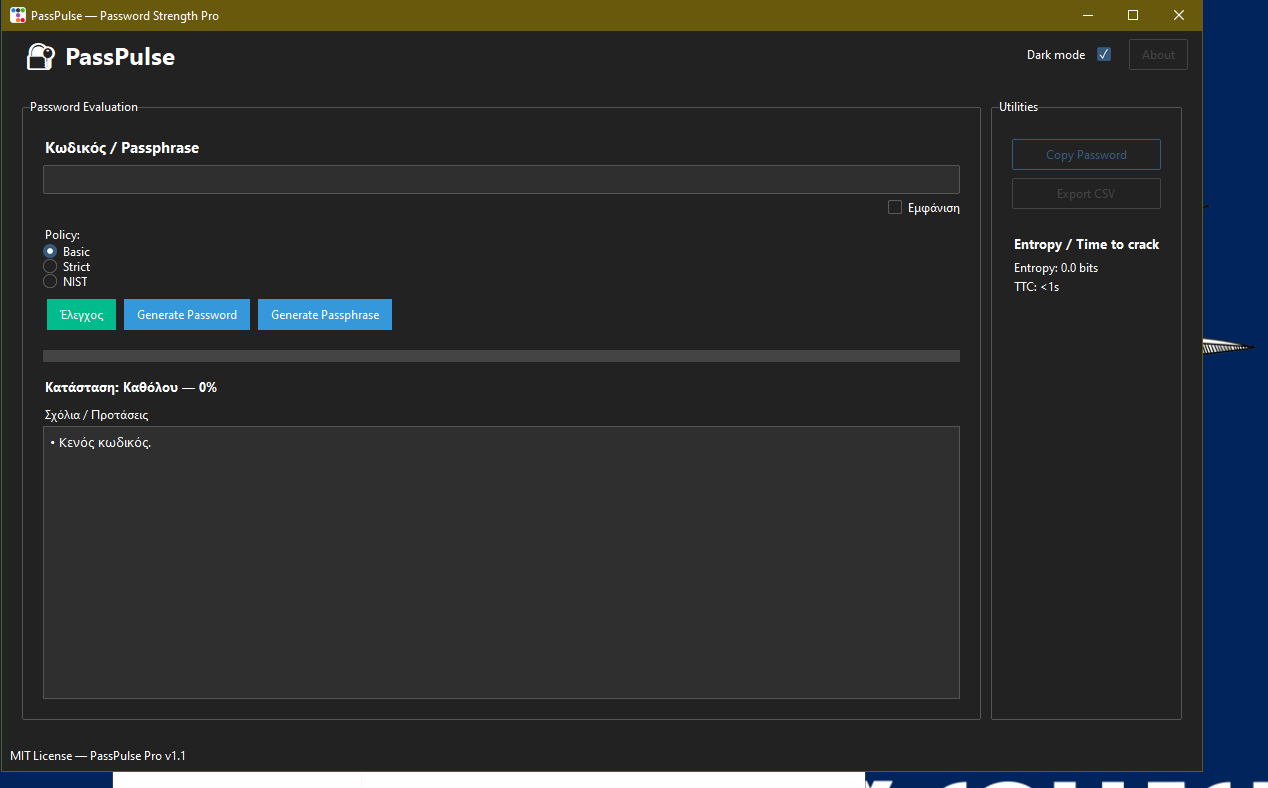 PassPulse — Password Strength Pro
PassPulse
Dark mode
About
Password Evaluation
Κωδικός / Passphrase
Εμφάνιση
Policy:
Basic
Strict
NIST
Έλεγχος
Generate Password
Generate Passphrase
Κατάσταση: Καθόλου — 0%
Σχόλια / Προτάσεις
• Κενός κωδικός.
Utilities
Copy Password
Export CSV
Entropy / Time to crack
Entropy: 0.0 bits
TTC: <1s
MIT License — PassPulse Pro v1.1